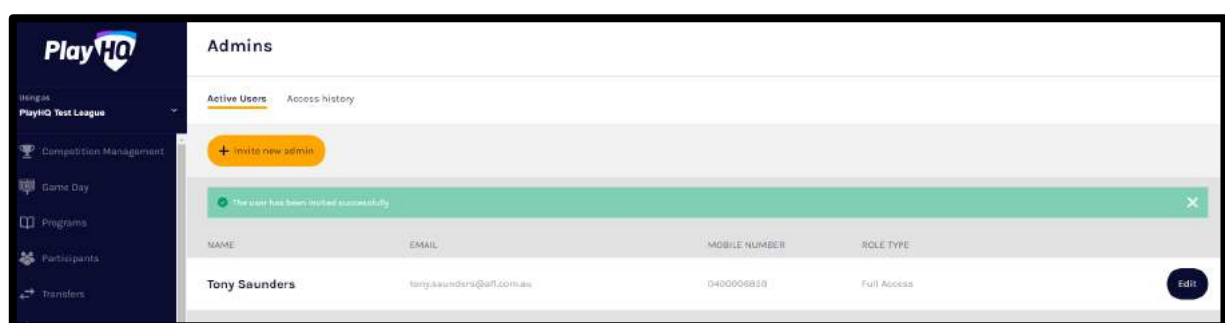 PlayHQ
Admins
Using as
PlayHQ Test League
Active Users Access history
Competition Management
+ Invite new admin
Game Day
The user has been invited successfully
Programs
NAME EMAIL MOBILE NUMBER ROLE TYPE
Participants
Tony Saunders tony.saunders@afl.com.au Full Access Edit
Transfers